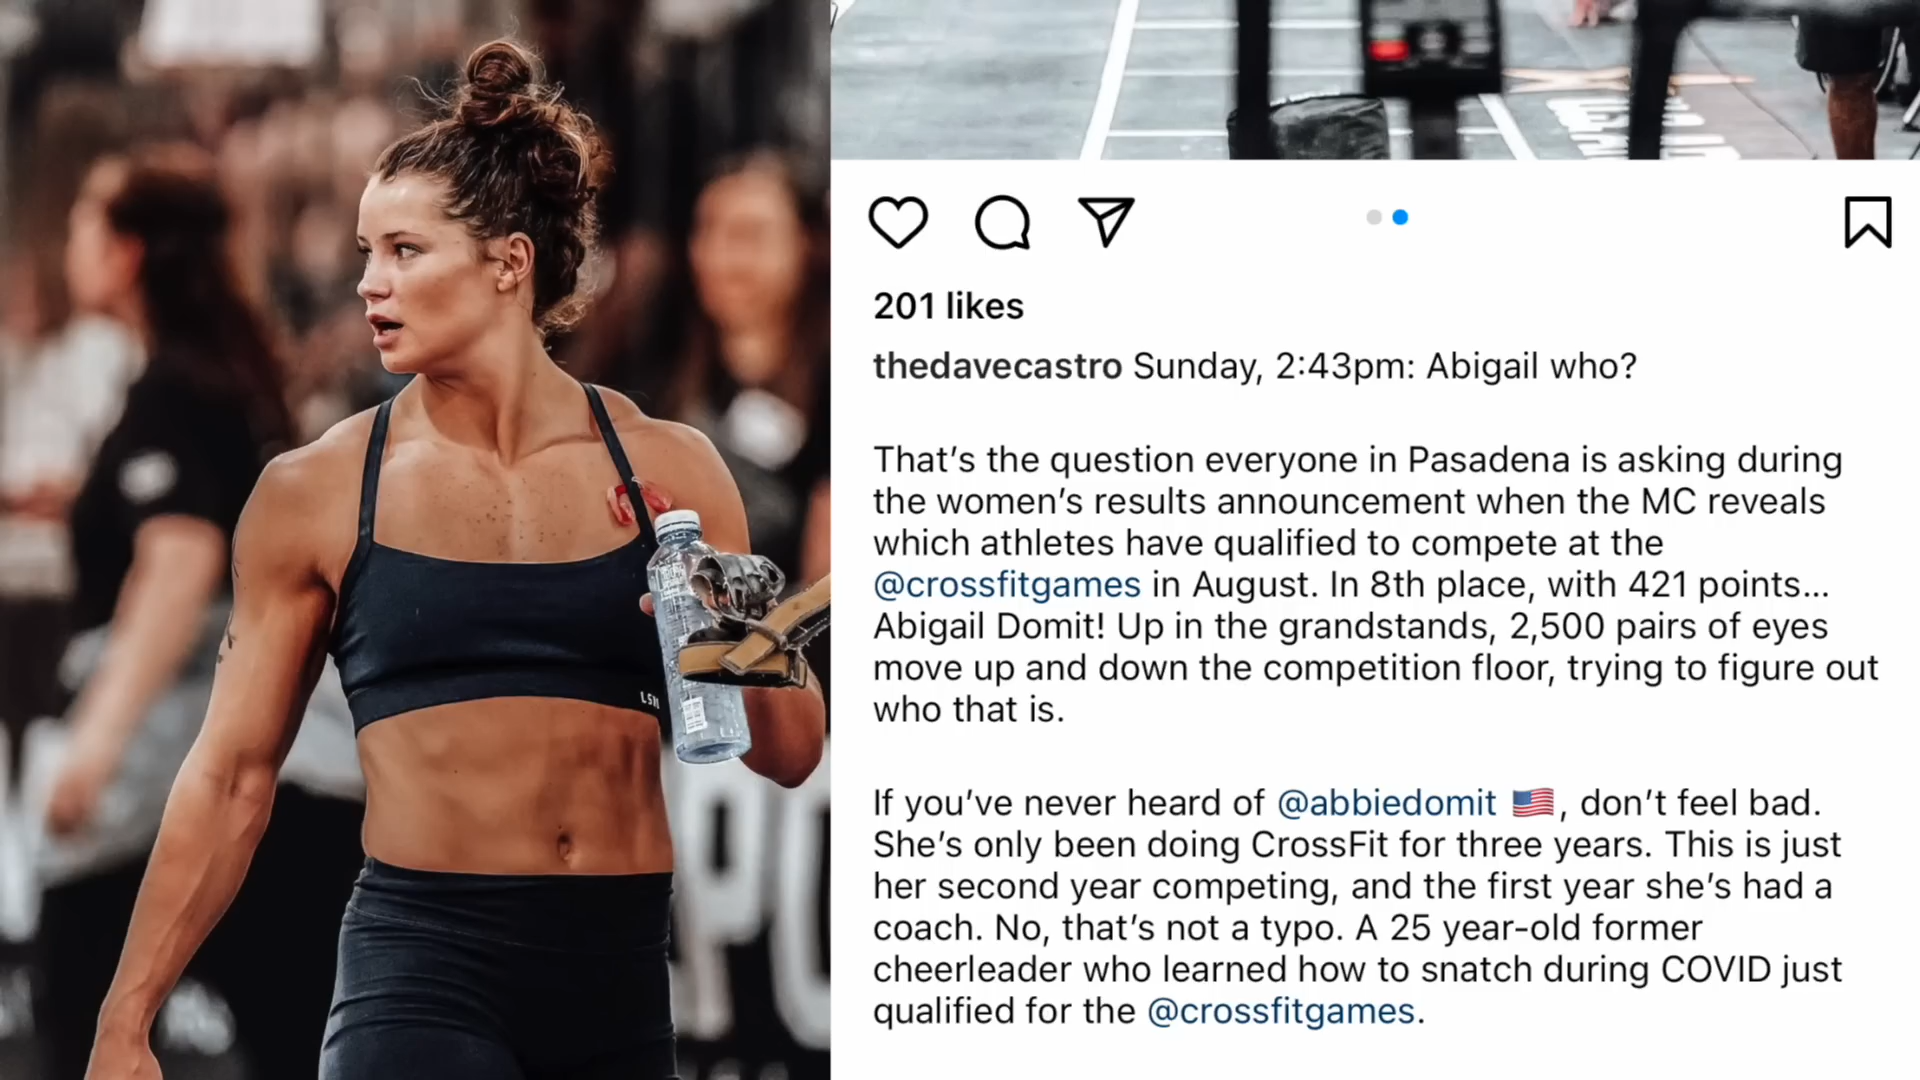 LSKD
201 likes
thedavecastro Sunday, 2:43pm: Abigail who?
That's the question everyone in Pasadena is asking during
the women's results announcement when the MC reveals
which athletes have qualified to compete at the
@crossfitgames in August. In 8th place, with 421 points...
Abigail Domit! Up in the grandstands, 2,500 pairs of eyes
move up and down the competition floor, trying to figure out
who that is.
If you've never heard of @abbiedomit 🇺🇸, don't feel bad.
She's only been doing CrossFit for three years. This is just
her second year competing, and the first year she's had a
coach. No, that's not a typo. A 25 year-old former
cheerleader who learned how to snatch during COVID just
qualified for the @crossfitgames.